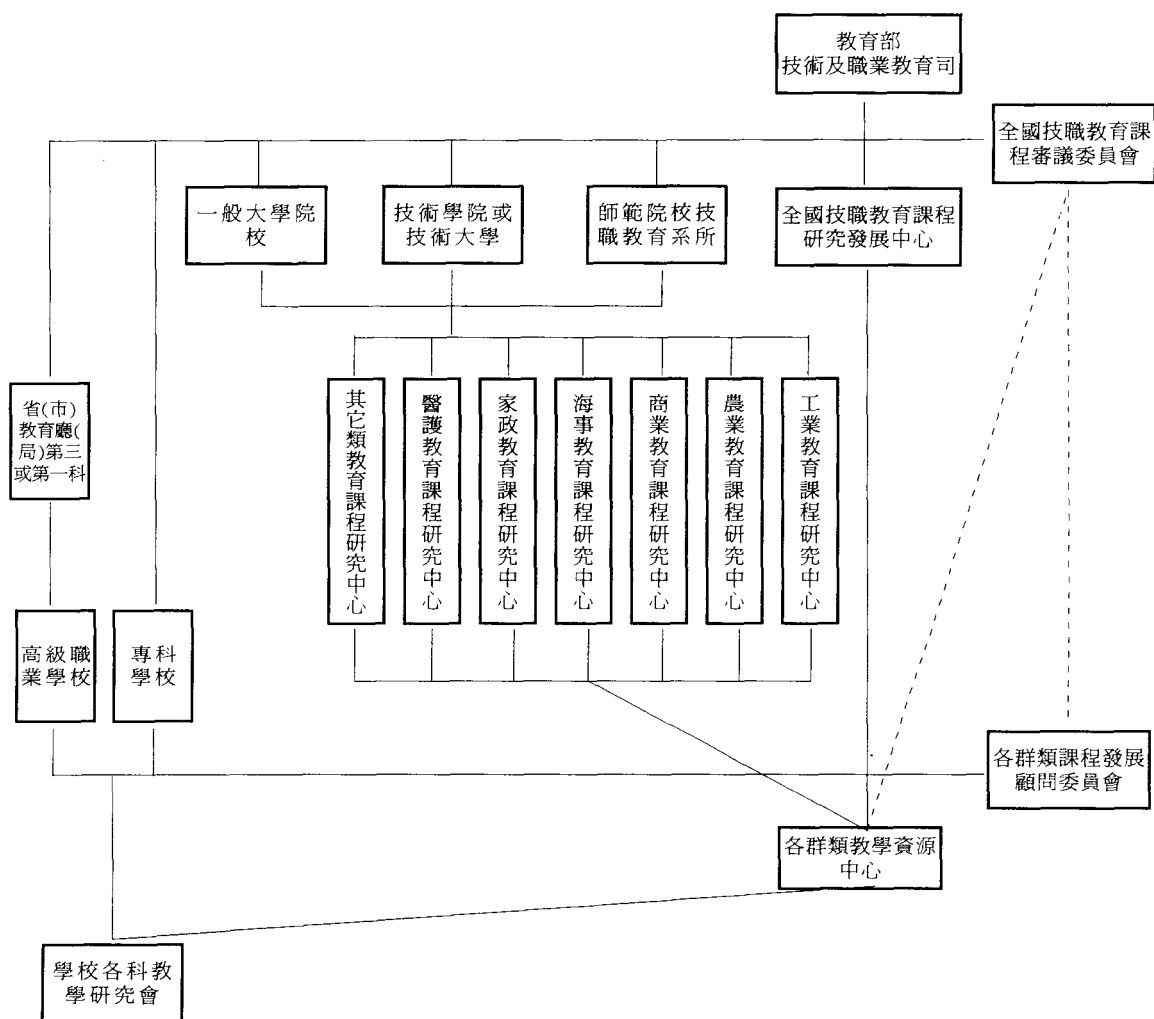 教育部
技術及職業教育司
全國技職教育課
程審議委員會
一般大學院
校
技術學院或
技術大學
師範院校技
職教育系所
全國技職教育課程
研究發展中心
省(市)
教育廳(
局)第三
或第一科
其它類教育課程研究中心
醫護教育課程研究中心
家政教育課程研究中心
海事教育課程研究中心
商業教育課程研究中心
農業教育課程研究中心
工業教育課程研究中心
高級職
業學校
專科
學校
各群類課程發展
顧問委員會
各群類教學資源
中心
學校各科教
學研究會